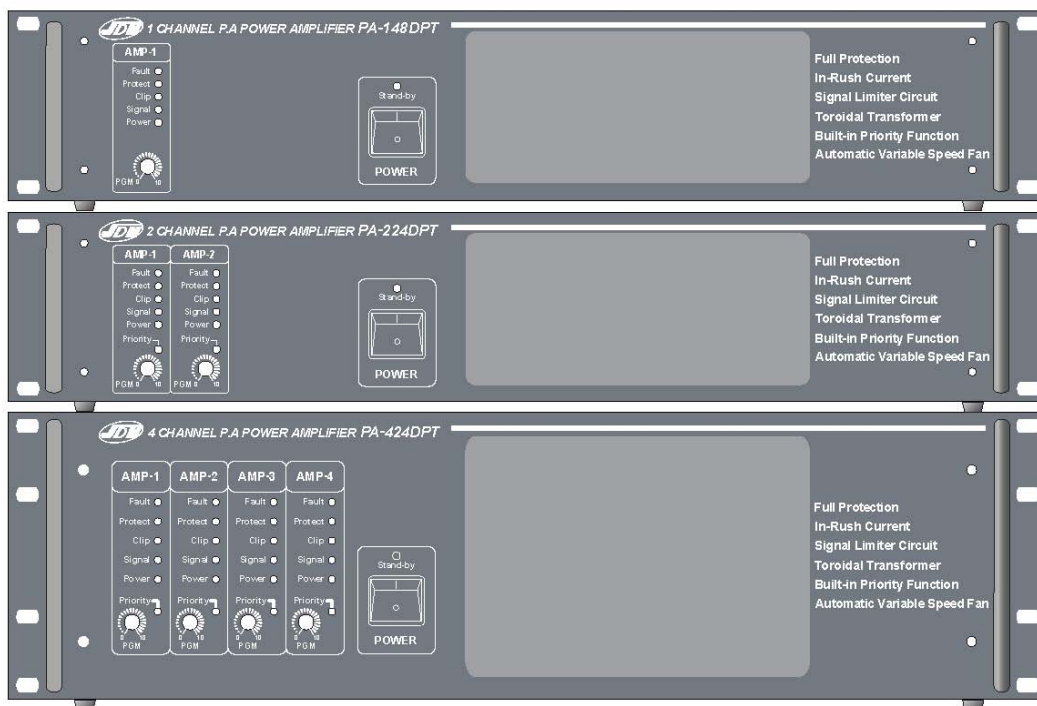 JDM 1 CHANNEL P.A POWER AMPLIFIER PA-148DPT
AMP-1
Fault
Protect
Clip
Signal
Power
PGM 0 10
Stand-by
POWER
Full Protection
In-Rush Current
Signal Limiter Circuit
Toroidal Transformer
Built-in Priority Function
Automatic Variable Speed Fan
JDM 2 CHANNEL P.A POWER AMPLIFIER PA-224DPT
AMP-1 AMP-2
Fault Fault
Protect Protect
Clip Clip
Signal Signal
Power Power
Priority Priority
PGM 0 10 PGM 0 10
Stand-by
POWER
Full Protection
In-Rush Current
Signal Limiter Circuit
Toroidal Transformer
Built-in Priority Function
Automatic Variable Speed Fan
JDM 4 CHANNEL P.A POWER AMPLIFIER PA-424DPT
AMP-1 AMP-2 AMP-3 AMP-4
Fault Fault Fault Fault
Protect Protect Protect Protect
Clip Clip Clip Clip
Signal Signal Signal Signal
Power Power Power Power
Priority Priority Priority Priority
0 10 0 10 0 10 0 10
PGM PGM PGM PGM
Stand-by
POWER
Full Protection
In-Rush Current
Signal Limiter Circuit
Toroidal Transformer
Built-in Priority Function
Automatic Variable Speed Fan